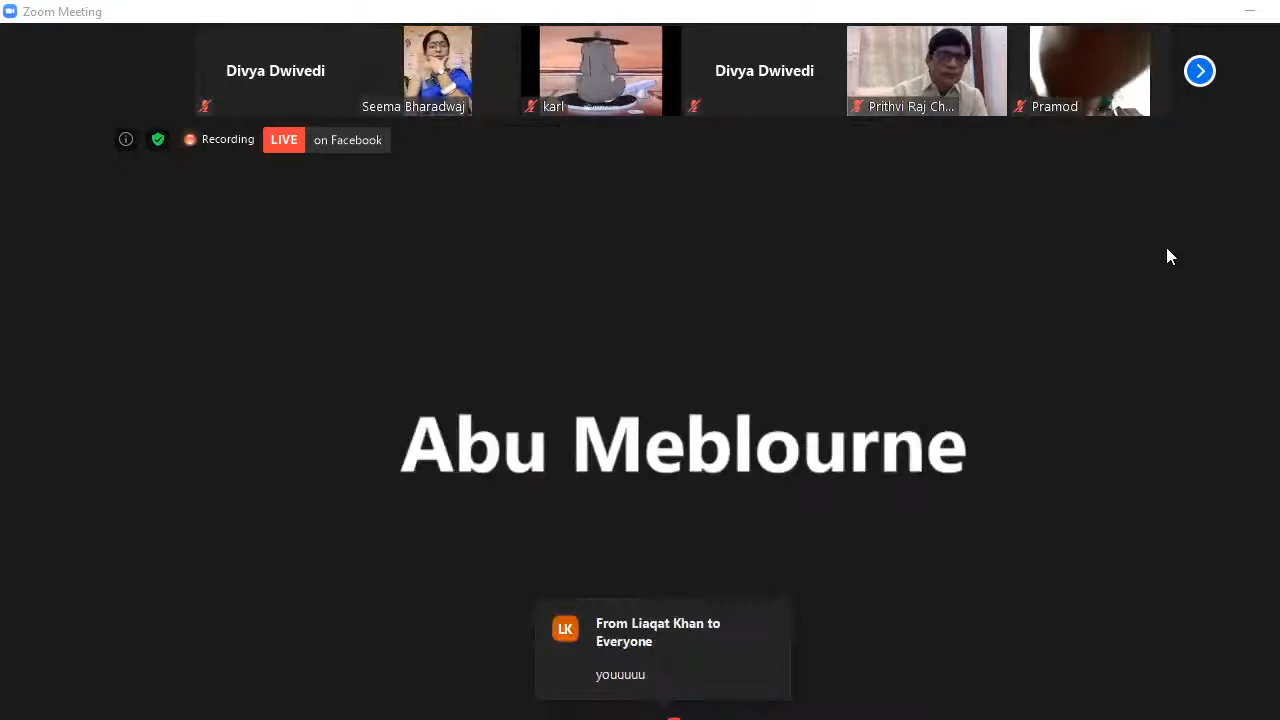 Zoom Meeting
Divya Dwivedi
Seema Bharadwaj
karl
Divya Dwivedi
Prithvi Raj Ch...
Pramod
Recording
LIVE
on Facebook
Abu Meblourne
LK
From Liaqat Khan to
Everyone
youuuuu